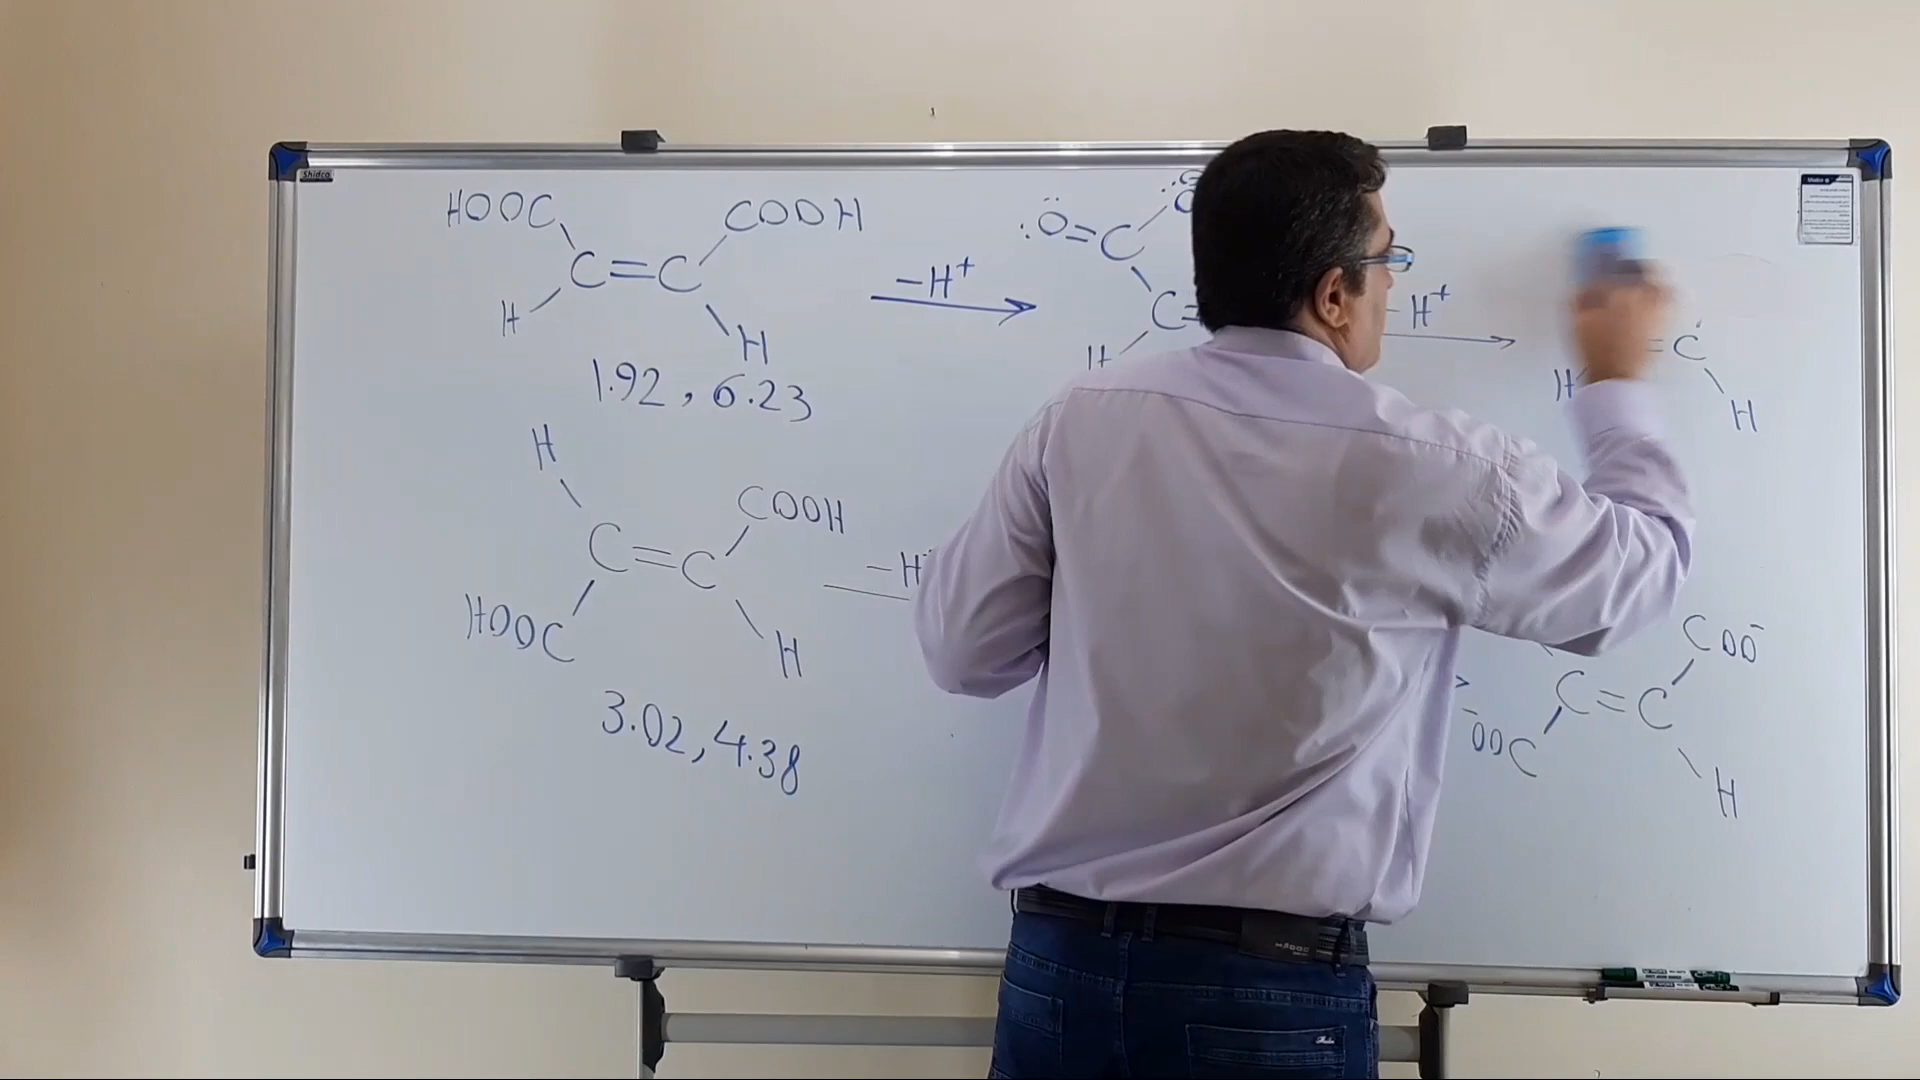 Shidco
HOOC
COOH
C=C
H
H
1.92, 6.23
-H⁺
:Ö=C
C
H
-H⁺
=C
H
H
H
COOH
C=C
HOOC
H
3.02, 4.38
-H
COO⁻
C=C
⁻OOC
H